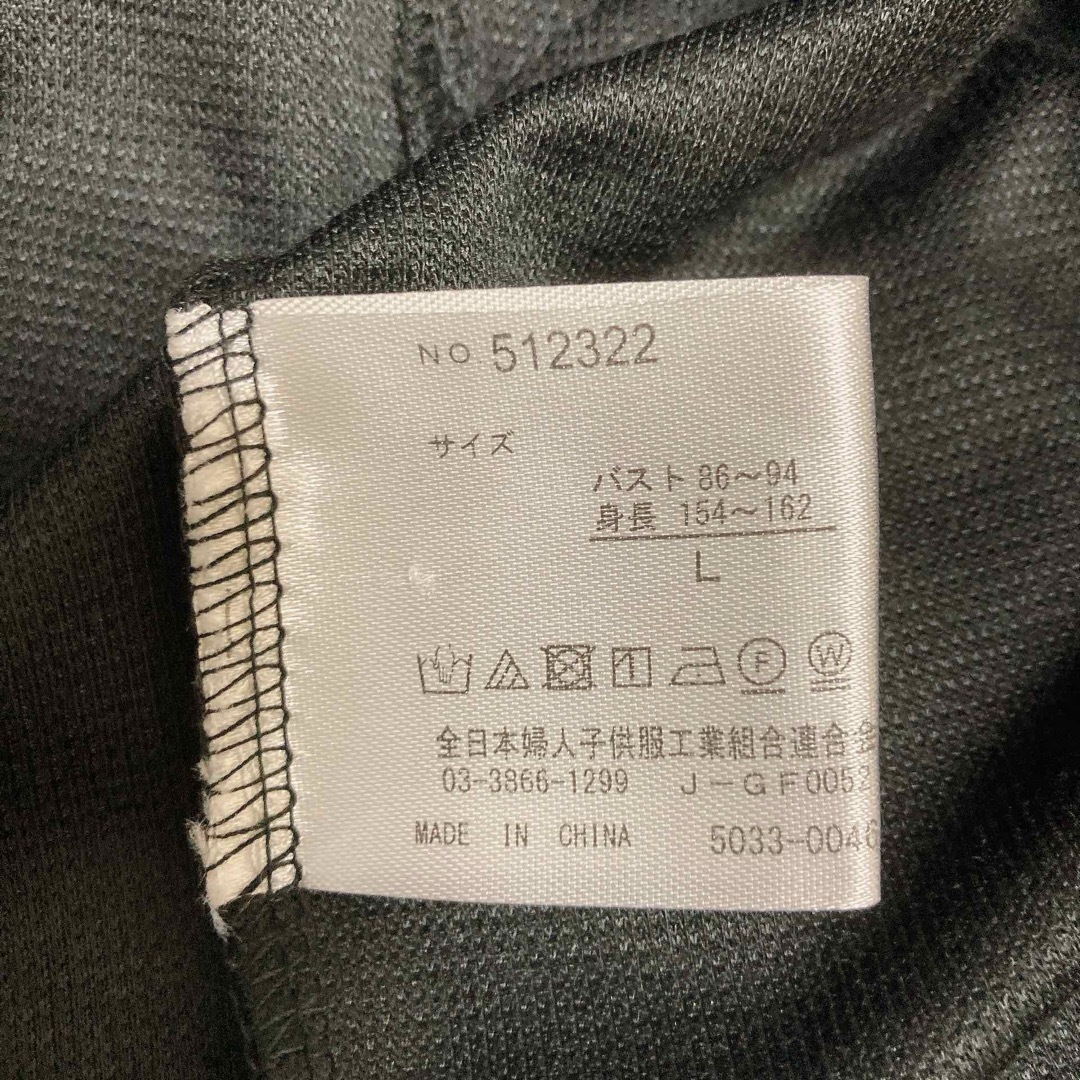 NO. 512322
サイズ
バスト 86～94
身長 154～162
L
F W
全日本婦人子供服工業組合連合
03-3866-1299 J-GF0052
MADE IN CHINA 5033-004